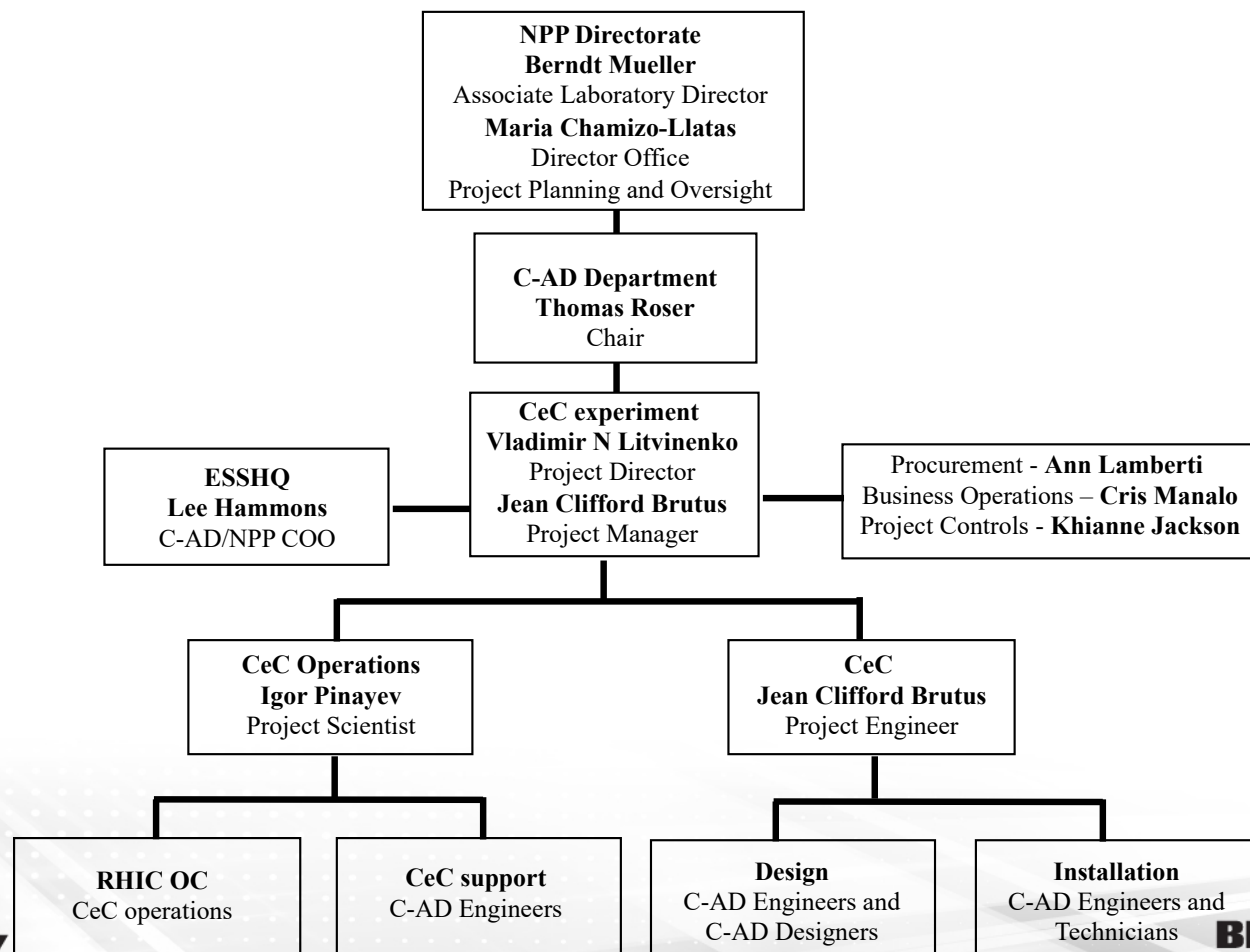 NPP Directorate
Berndt Mueller
Associate Laboratory Director
Maria Chamizo-Llatas
Director Office
Project Planning and Oversight
C-AD Department
Thomas Roser
Chair
CeC experiment
Vladimir N Litvinenko
Project Director
Jean Clifford Brutus
Project Manager
ESSHQ
Lee Hammons
C-AD/NPP COO
Procurement - Ann Lamberti
Business Operations – Cris Manalo
Project Controls - Khianne Jackson
CeC Operations
Igor Pinayev
Project Scientist
CeC
Jean Clifford Brutus
Project Engineer
RHIC OC
CeC operations
CeC support
C-AD Engineers
Design
C-AD Engineers and
C-AD Designers
Installation
C-AD Engineers and
Technicians